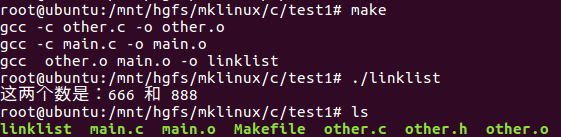 root@ubuntu:/mnt/hgfs/mklinux/c/test1# make
gcc -c other.c -o other.o
gcc -c main.c -o main.o
gcc  other.o main.o -o linklist
root@ubuntu:/mnt/hgfs/mklinux/c/test1# ./linklist
这两个数是：666 和 888
root@ubuntu:/mnt/hgfs/mklinux/c/test1# ls
linklist  main.c  main.o  Makefile  other.c  other.h  other.o